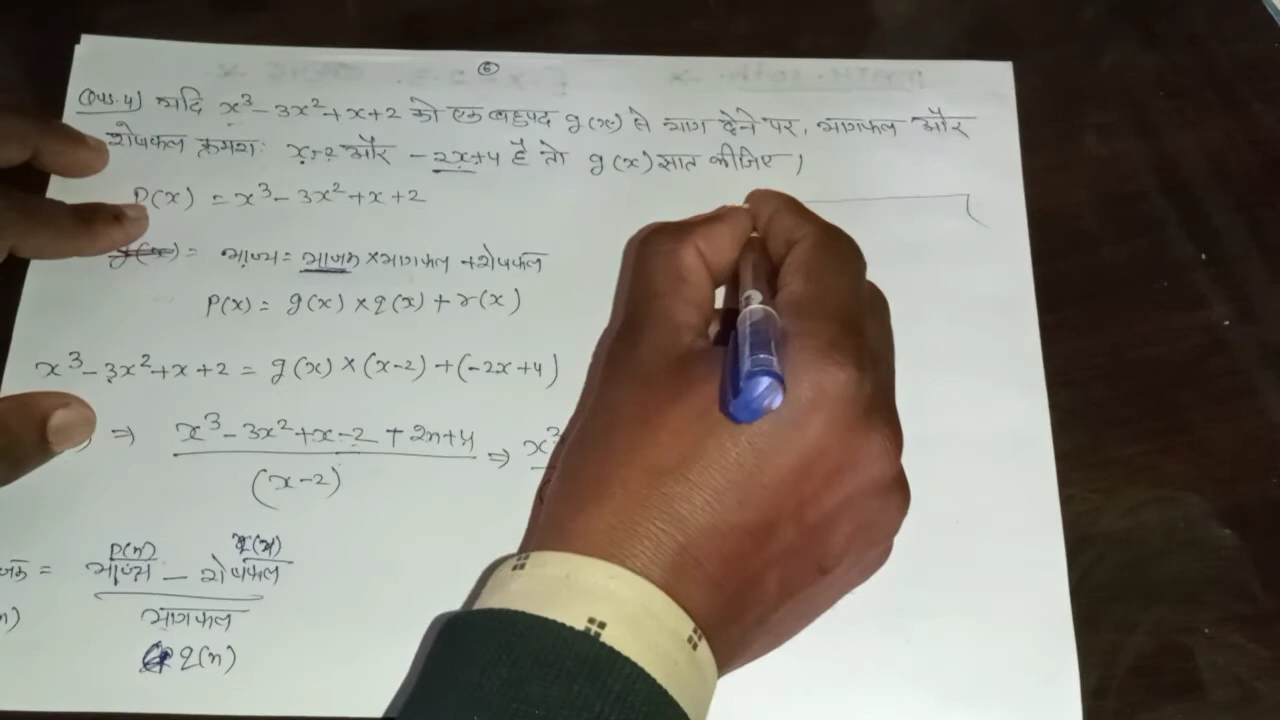 6
Ques.4) यदि x³-3x²+x+2 को एक बहुपद g(x) से भाग देने पर, भागफल और
शेषफल क्रमशः x-2 और -2x+4 है तो g(x) ज्ञात कीजिए।
P(x) = x³-3x²+x+2
g(x) = भाज्य = भाजक × भागफल + शेषफल
P(x) = g(x) × q(x) + r(x)
x³-3x²+x+2 = g(x) × (x-2) + (-2x+4)
⇒ x³-3x²+x-2+2x+4 ⇒ x³
(x-2)
P(x) r(x)
= भाज्य - शेषफल
भागफल
q(x)